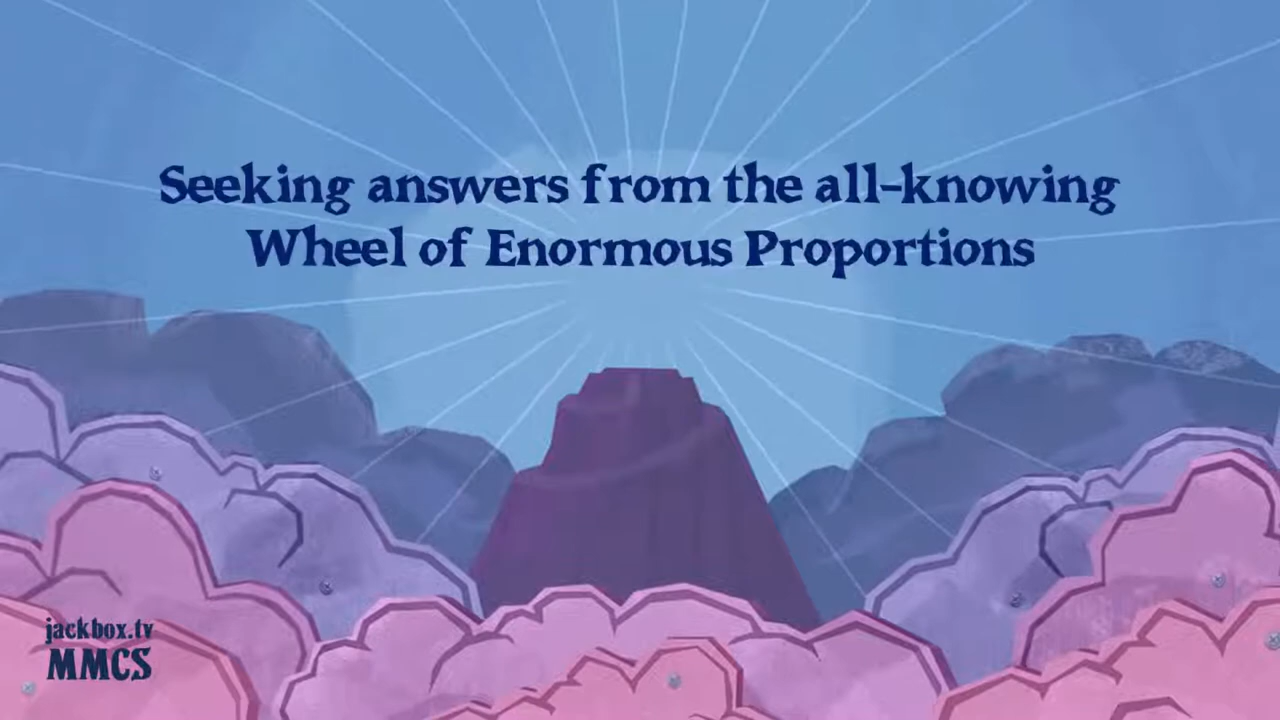 Seeking answers from the all-knowing
Wheel of Enormous Proportions
jackbox.tv
MMCS